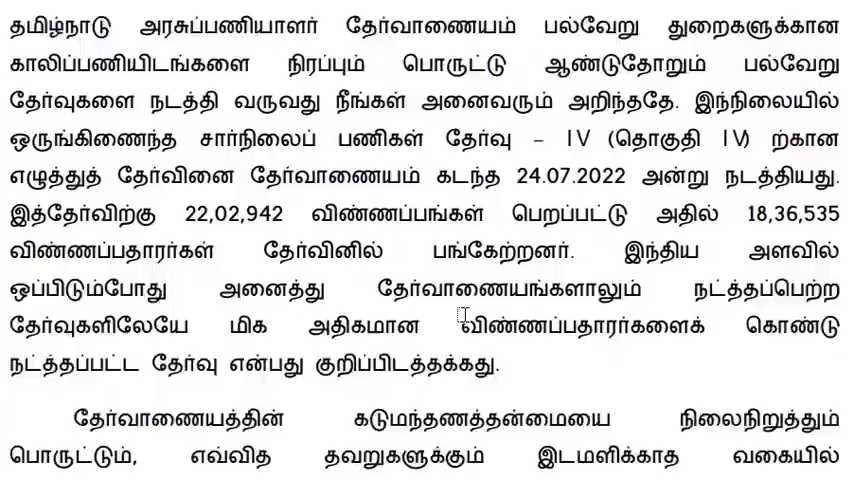 தமிழ்நாடு அரசுப்பணியாளர் தேர்வாணையம் பல்வேறு துறைகளுக்கான
காலிப்பணியிடங்களை நிரப்பும் பொருட்டு ஆண்டுதோறும் பல்வேறு
தேர்வுகளை நடத்தி வருவது நீங்கள் அனைவரும் அறிந்ததே. இந்நிலையில்
ஒருங்கிணைந்த சார்நிலைப் பணிகள் தேர்வு – IV (தொகுதி IV) ற்கான
எழுத்துத் தேர்வினை தேர்வாணையம் கடந்த 24.07.2022 அன்று நடத்தியது.
இத்தேர்விற்கு 22,02,942 விண்ணப்பங்கள் பெறப்பட்டு அதில் 18,36,535
விண்ணப்பதாரர்கள் தேர்வினில் பங்கேற்றனர். இந்திய அளவில்
ஒப்பிடும்போது அனைத்து தேர்வாணையங்களாலும் நட்த்தப்பெற்ற
தேர்வுகளிலேயே மிக அதிகமான விண்ணப்பதாரர்களைக் கொண்டு
நட்த்தப்பட்ட தேர்வு என்பது குறிப்பிடத்தக்கது.
தேர்வாணையத்தின் கடுமந்தணத்தன்மையை நிலைநிறுத்தும்
பொருட்டும், எவ்வித தவறுகளுக்கும் இடமளிக்காத வகையில்